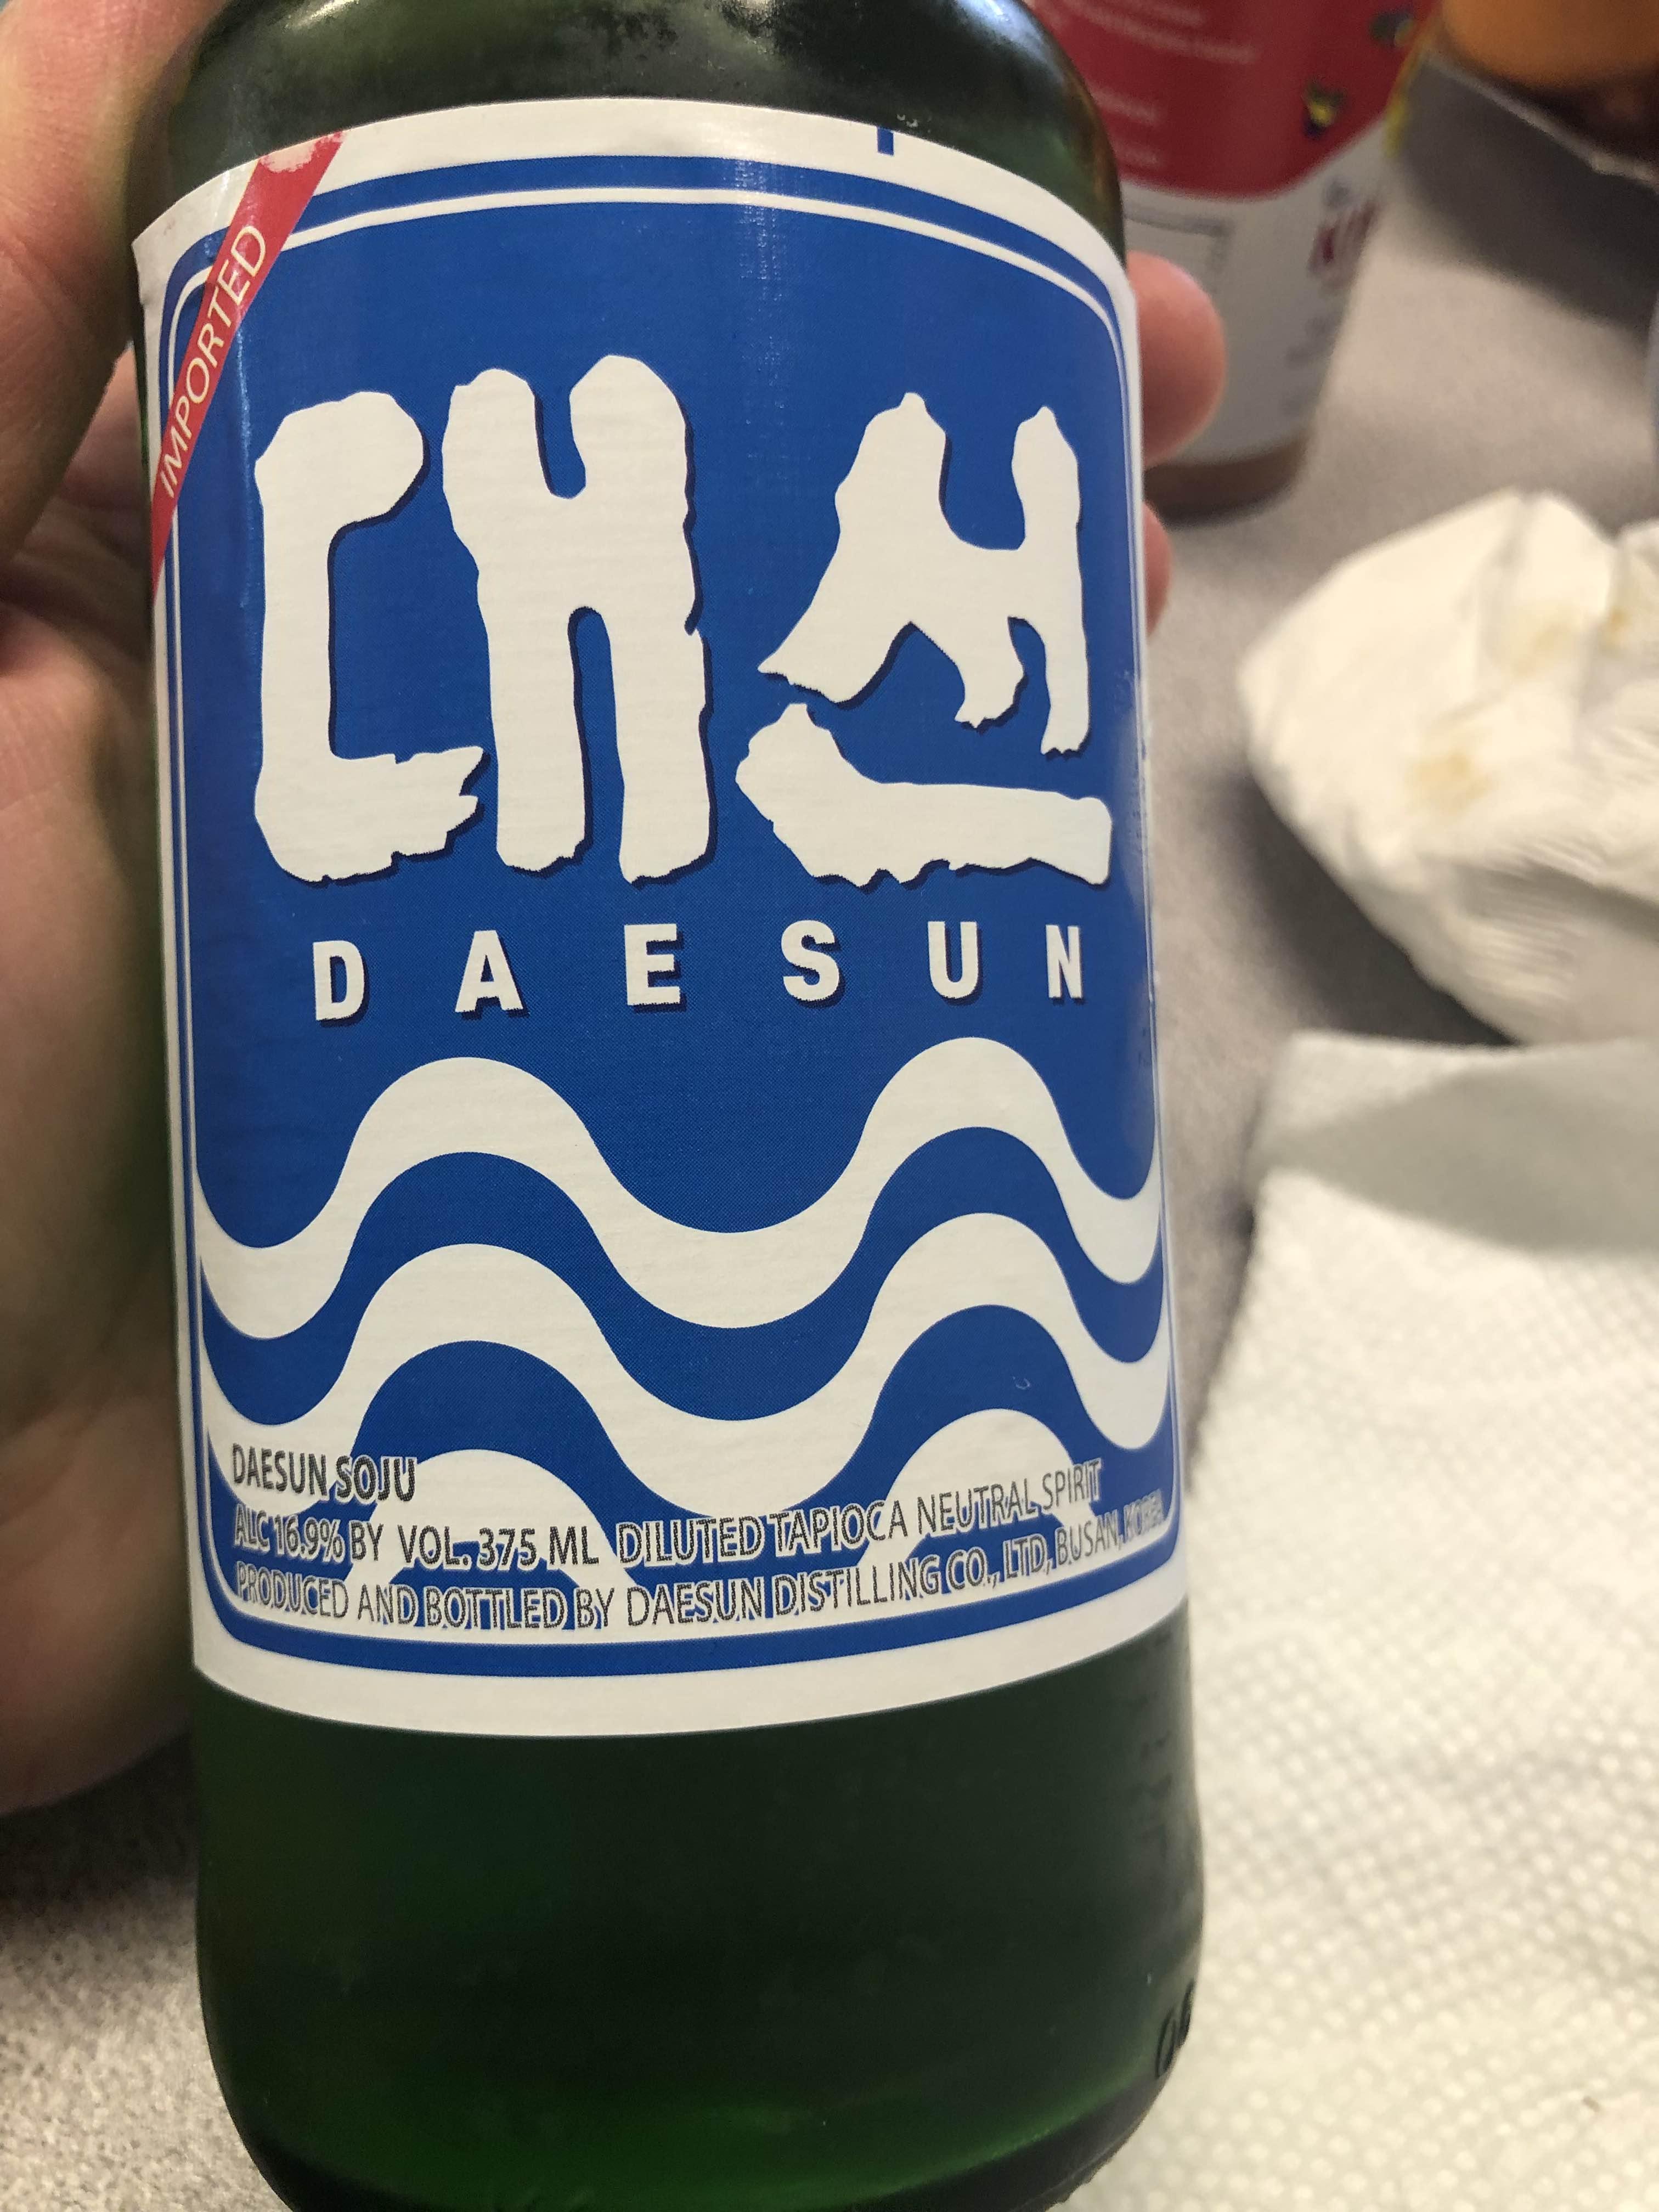 IMPORTED
대선
DAESUN
DAESUN SOJU
ALC 16.9% BY VOL. 375 ML DILUTED TAPIOCA NEUTRAL SPIRIT
PRODUCED AND BOTTLED BY DAESUN DISTILLING CO., LTD, BUSAN, KOREA